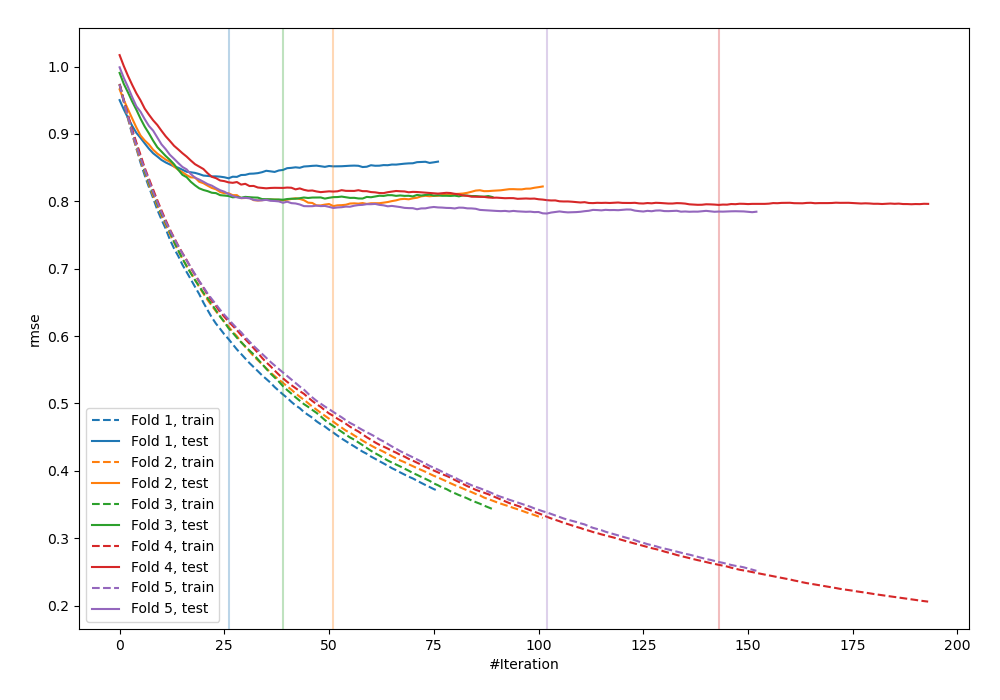 1.0
0.9
0.8
0.7
0.6
0.5
0.4
0.3
0.2
rmse
Fold 1, train
Fold 1, test
Fold 2, train
Fold 2, test
Fold 3, train
Fold 3, test
Fold 4, train
Fold 4, test
Fold 5, train
Fold 5, test
0 25 50 75 100 125 150 175 200
#Iteration